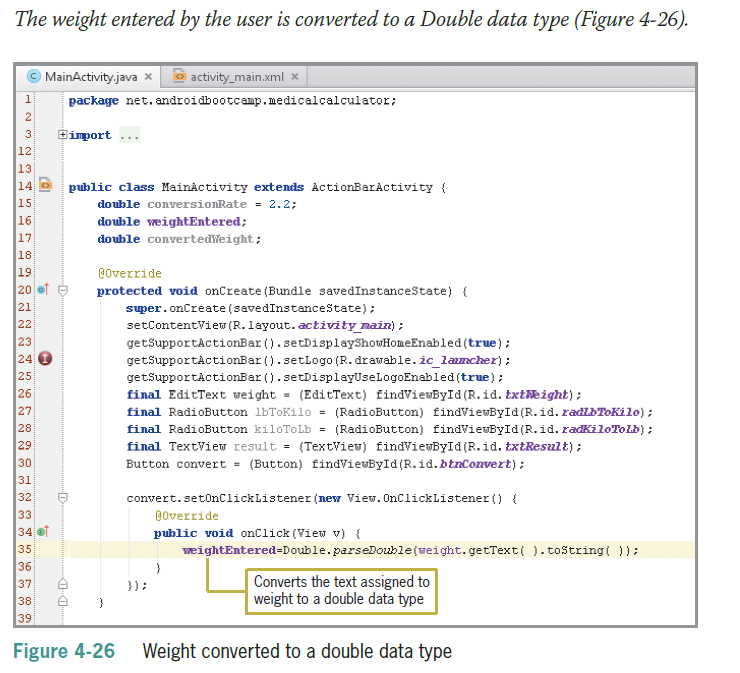 The weight entered by the user is converted to a Double data type (Figure 4-26).
MainActivity.java × activity_main.xml ×
1 package net.androidbootcamp.medicalcalculator;
2
3 import ...
12
13
14 public class MainActivity extends ActionBarActivity {
15 double conversionRate = 2.2;
16 double weightEntered;
17 double convertedWeight;
18
19 @Override
20 protected void onCreate(Bundle savedInstanceState) {
21 super.onCreate(savedInstanceState);
22 setContentView(R.layout.activity_main);
23 getSupportActionBar().setDisplayShowHomeEnabled(true);
24 getSupportActionBar().setLogo(R.drawable.ic_launcher);
25 getSupportActionBar().setDisplayUseLogoEnabled(true);
26 final EditText weight = (EditText) findViewById(R.id.txtWeight);
27 final RadioButton lbToKilo = (RadioButton) findViewById(R.id.radLbToKilo);
28 final RadioButton kiloToLb = (RadioButton) findViewById(R.id.radKiloToLb);
29 final TextView result = (TextView) findViewById(R.id.txtResult);
30 Button convert = (Button) findViewById(R.id.btnConvert);
31
32 convert.setOnClickListener(new View.OnClickListener() {
33 @Override
34 public void onClick(View v) {
35 weightEntered=Double.parseDouble(weight.getText( ).toString( ));
36 }
37 });
38 }
39
Converts the text assigned to
weight to a double data type
Figure 4-26 Weight converted to a double data type